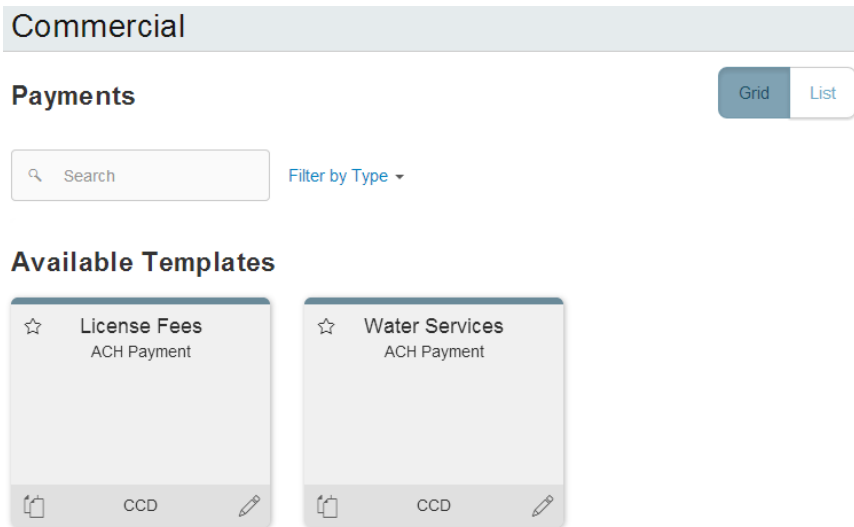 Commercial
Payments
Grid
List
Search
Filter by Type
Available Templates
License Fees
ACH Payment
CCD
Water Services
ACH Payment
CCD